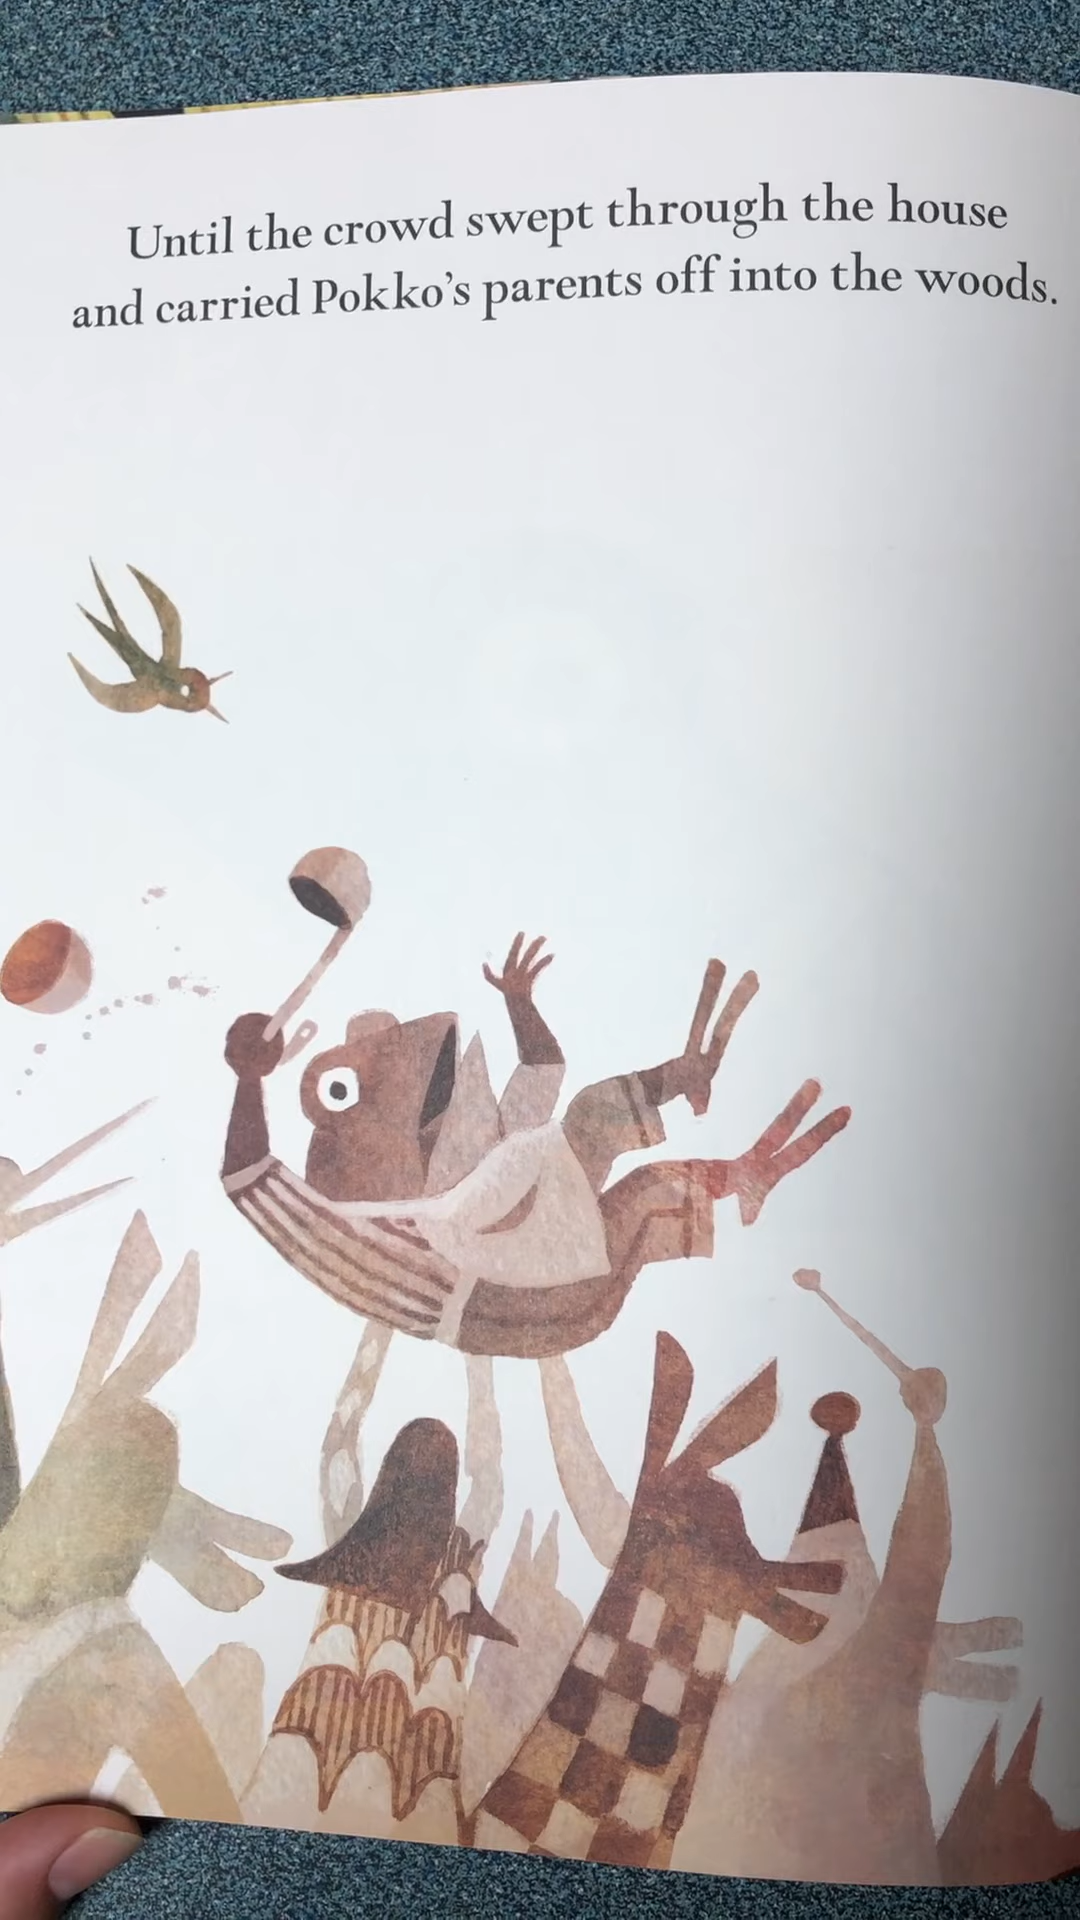 Until the crowd swept through the house
and carried Pokko’s parents off into the woods.